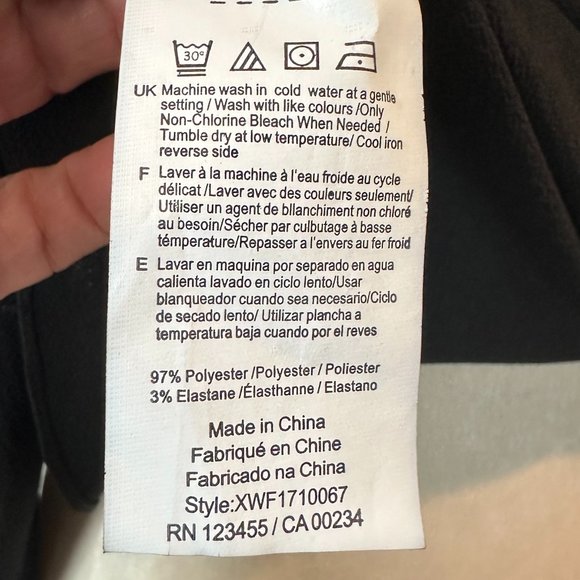 30°
UK Machine wash in cold water at a gentle
setting / Wash with like colours /Only
Non-Chlorine Bleach When Needed /
Tumble dry at low temperature/ Cool iron
reverse side
F Laver à la machine à l'eau froide au cycle
délicat /Laver avec des couleurs seulement/
Utiliser un agent de bllanchiment non chloré
au besoin/Sécher par culbutage à basse
témpérature/Repasser a l'envers au fer froid
E Lavar en maquina por separado en agua
calienta lavado en ciclo lento/Usar
blanqueador cuando sea necesario/Ciclo
de secado lento/ Utilizar plancha a
temperatura baja cuando por el reves
97% Polyester /Polyester / Poliester
3% Elastane /Élasthanne / Elastano
Made in China
Fabriqué en Chine
Fabricado na China
Style:XWF1710067
RN 123455 / CA 00234